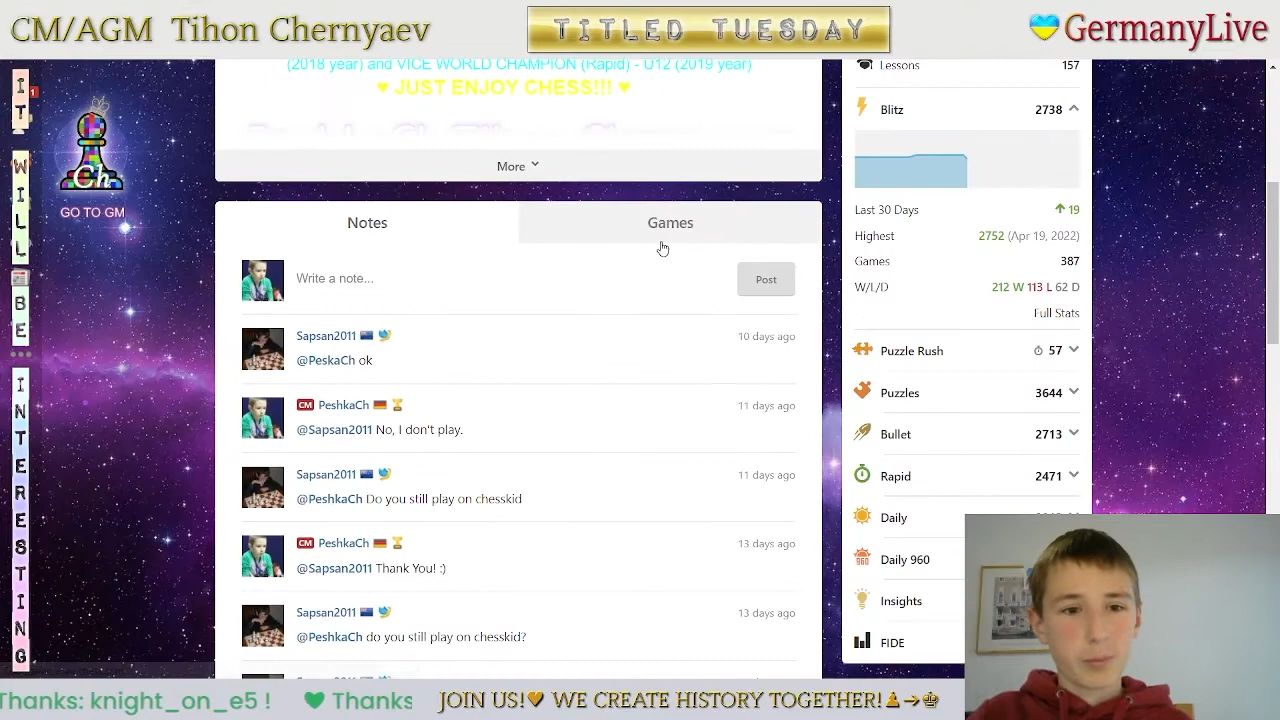 CM/AGM Tihon Chernyaev
TITLED TUESDAY
GermanyLive
IT WILL BE INTERESTING
1
Ch
GO TO GM
(2018 year) and VICE WORLD CHAMPION (Rapid) - U12 (2019 year)
♥ JUST ENJOY CHESS!!! ♥
More
Notes
Games
Write a note...
Post
Sapsan2011
10 days ago
@PeskaCh ok
CM PeshkaCh
11 days ago
@Sapsan2011 No, I don't play.
Sapsan2011
11 days ago
@PeshkaCh Do you still play on chesskid
CM PeshkaCh
13 days ago
@Sapsan2011 Thank You! :)
Sapsan2011
13 days ago
@PeshkaCh do you still play on chesskid?
Lessons 157
Blitz 2738
Last 30 Days 19
Highest 2752 (Apr 19, 2022)
Games 387
W/L/D 212 W 113 L 62 D
Full Stats
Puzzle Rush 57
Puzzles 3644
Bullet 2713
Rapid 2471
Daily
960 Daily 960
Insights
FIDE
Thanks: knight_on_e5 ! ♥ Thanks
JOIN US!♥ WE CREATE HISTORY TOGETHER!♟→♚